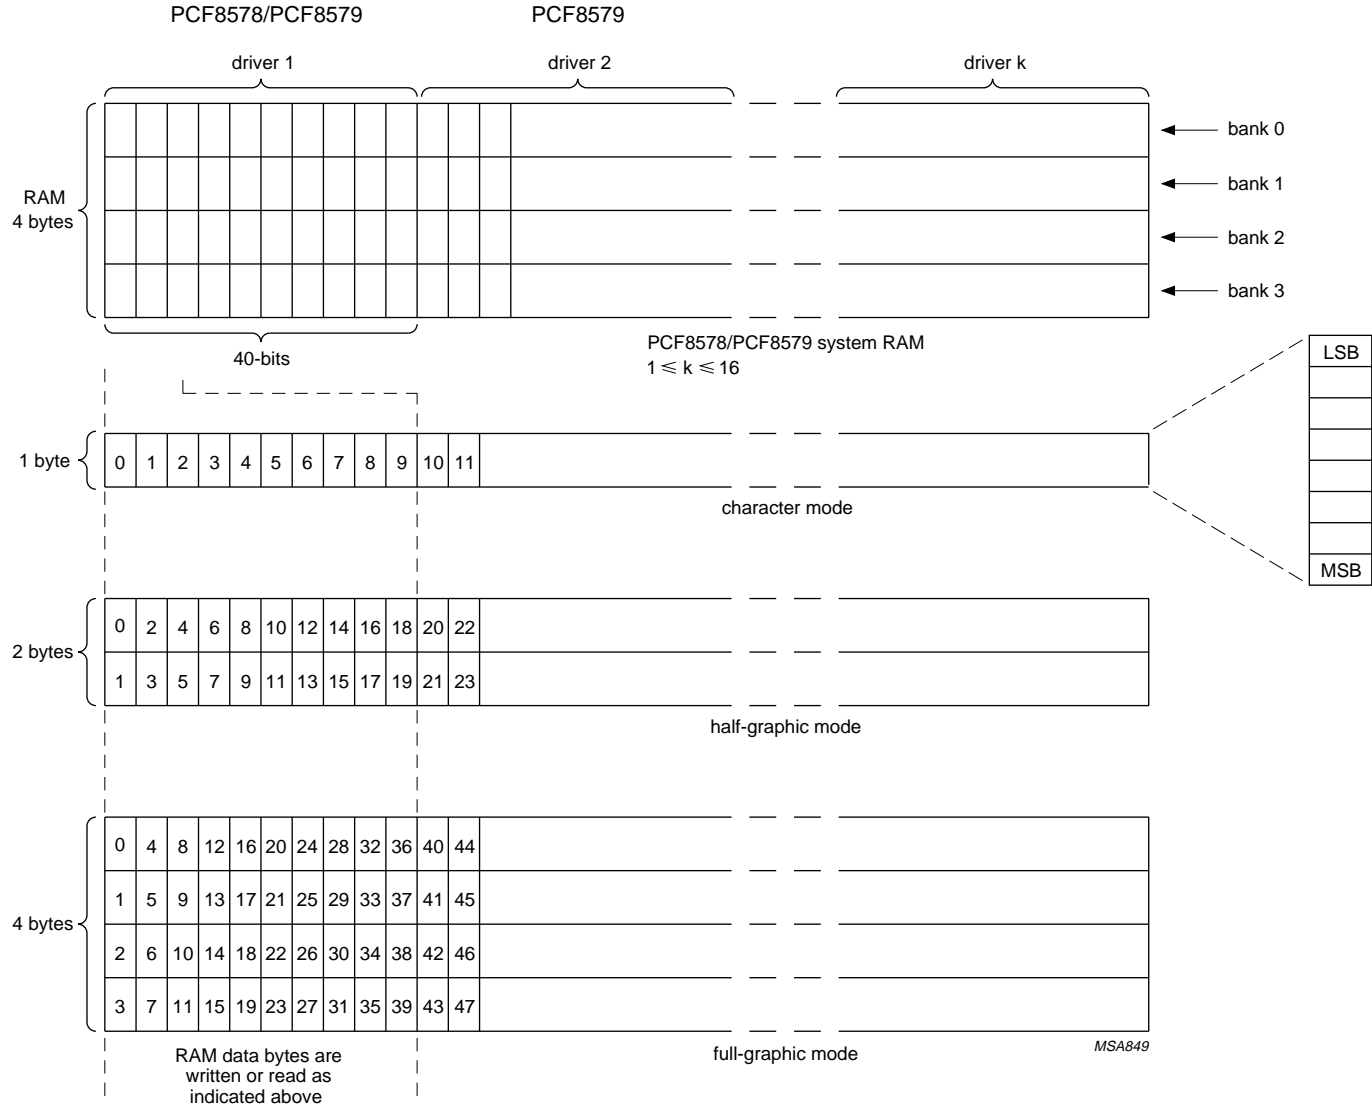 PCF8578/PCF8579 PCF8579
driver 1 driver 2 driver k
bank 0
bank 1
RAM
4 bytes
bank 2
bank 3
40-bits
PCF8578/PCF8579 system RAM
1 ⩽ k ⩽ 16
LSB
1 byte 0 1 2 3 4 5 6 7 8 9 10 11
character mode
MSB
0 2 4 6 8 10 12 14 16 18 20 22
2 bytes
1 3 5 7 9 11 13 15 17 19 21 23
half-graphic mode
0 4 8 12 16 20 24 28 32 36 40 44
1 5 9 13 17 21 25 29 33 37 41 45
4 bytes
2 6 10 14 18 22 26 30 34 38 42 46
3 7 11 15 19 23 27 31 35 39 43 47
full-graphic mode
MSA849
RAM data bytes are
written or read as
indicated above